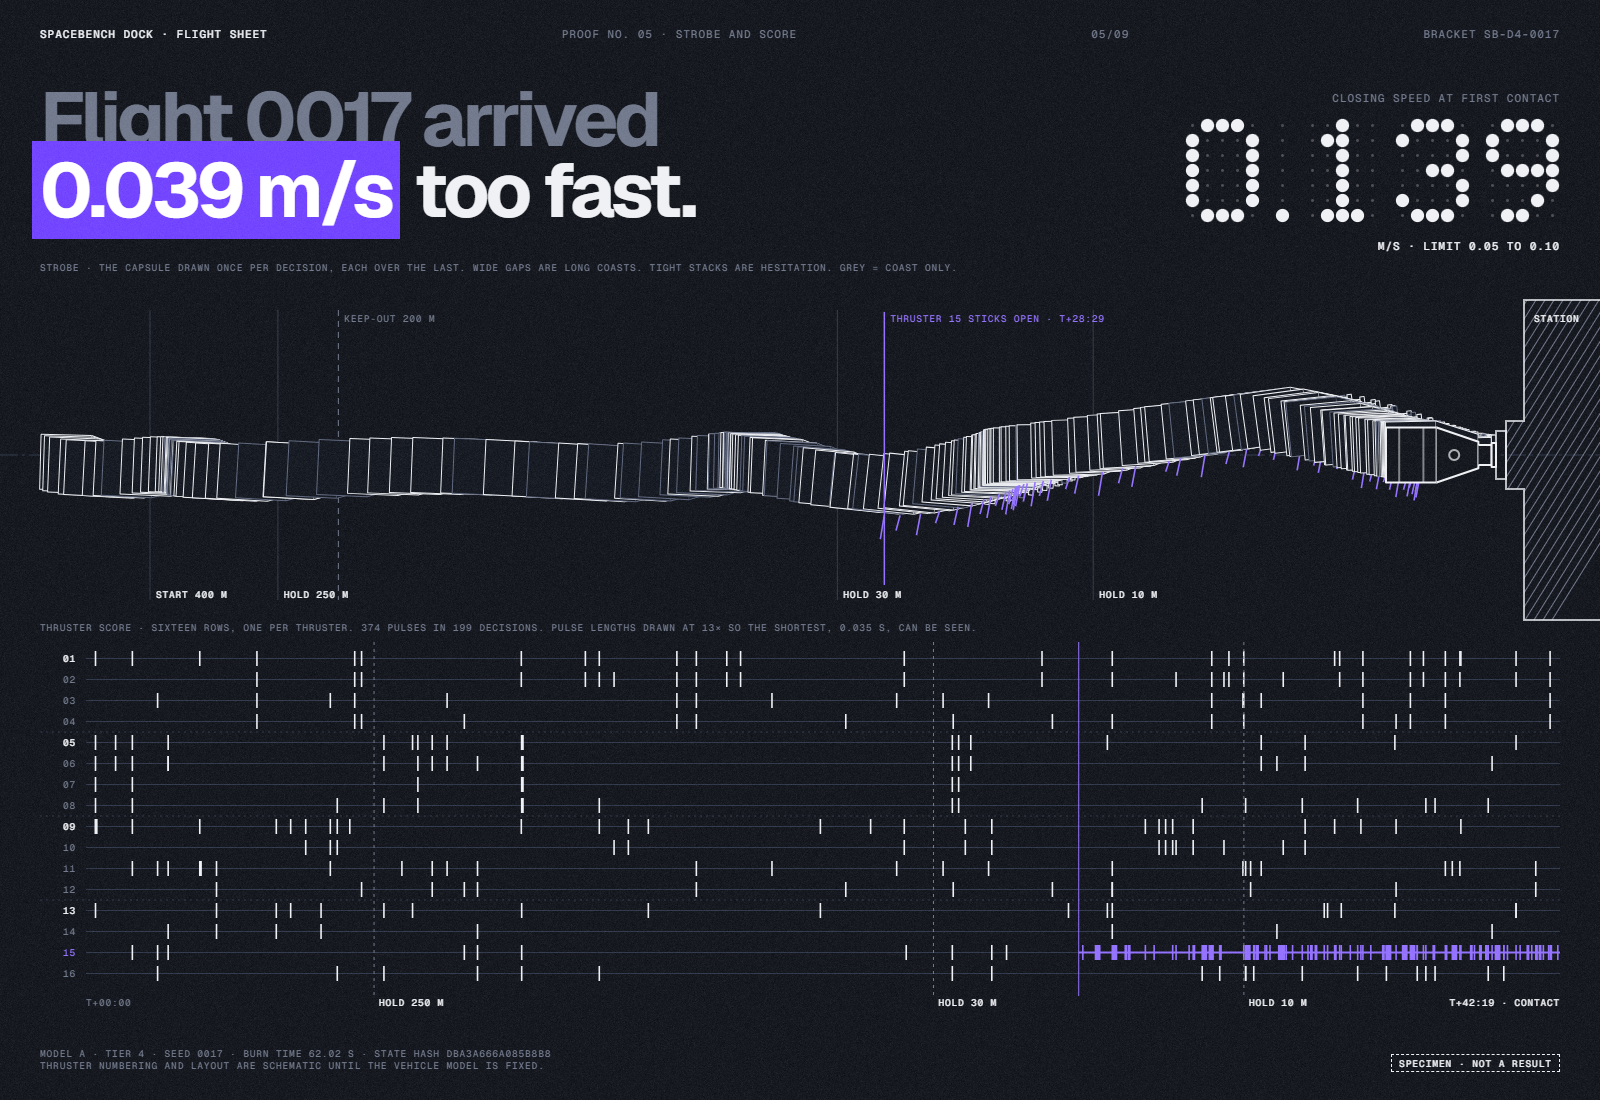 SPACEBENCH DOCK · FLIGHT SHEET
PROOF NO. 05 · STROBE AND SCORE
05/09
BRACKET SB-D4-0017
Flight 0017 arrived
0.039 m/s too fast.
CLOSING SPEED AT FIRST CONTACT
0.139
M/S · LIMIT 0.05 TO 0.10
STROBE · THE CAPSULE DRAWN ONCE PER DECISION, EACH OVER THE LAST. WIDE GAPS ARE LONG COASTS. TIGHT STACKS ARE HESITATION. GREY = COAST ONLY.
KEEP-OUT 200 M
THRUSTER 15 STICKS OPEN · T+28:29
STATION
START 400 M
HOLD 250 M
HOLD 30 M
HOLD 10 M
THRUSTER SCORE · SIXTEEN ROWS, ONE PER THRUSTER. 374 PULSES IN 199 DECISIONS. PULSE LENGTHS DRAWN AT 13× SO THE SHORTEST, 0.035 S, CAN BE SEEN.
01
02
03
04
05
06
07
08
09
10
11
12
13
14
15
16
T+00:00
HOLD 250 M
HOLD 30 M
HOLD 10 M
T+42:19 · CONTACT
MODEL A · TIER 4 · SEED 0017 · BURN TIME 62.02 S · STATE HASH DBA3A666A085B8B8
THRUSTER NUMBERING AND LAYOUT ARE SCHEMATIC UNTIL THE VEHICLE MODEL IS FIXED.
SPECIMEN · NOT A RESULT